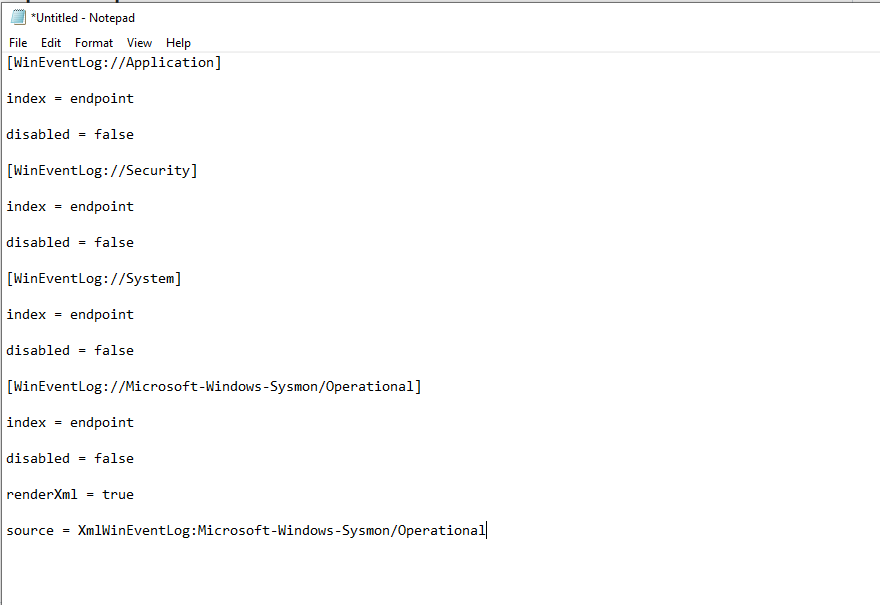 *Untitled - Notepad
File Edit Format View Help
[WinEventLog://Application]
index = endpoint
disabled = false
[WinEventLog://Security]
index = endpoint
disabled = false
[WinEventLog://System]
index = endpoint
disabled = false
[WinEventLog://Microsoft-Windows-Sysmon/Operational]
index = endpoint
disabled = false
renderXml = true
source = XmlWinEventLog:Microsoft-Windows-Sysmon/Operational